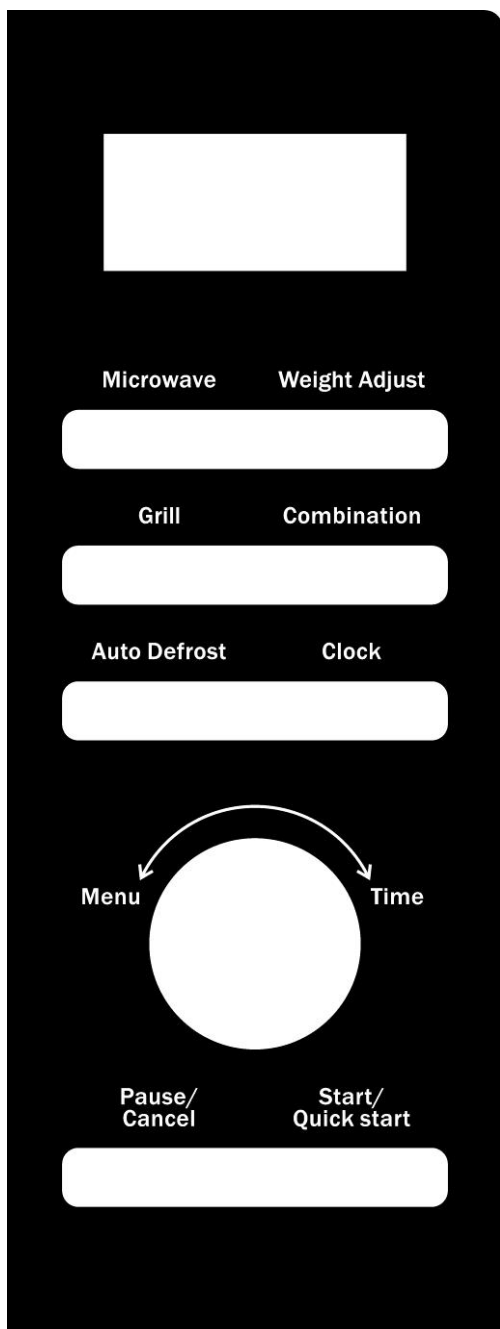 Microwave Weight Adjust
Grill Combination
Auto Defrost Clock
Menu Time
Pause/ Start/
Cancel Quick start